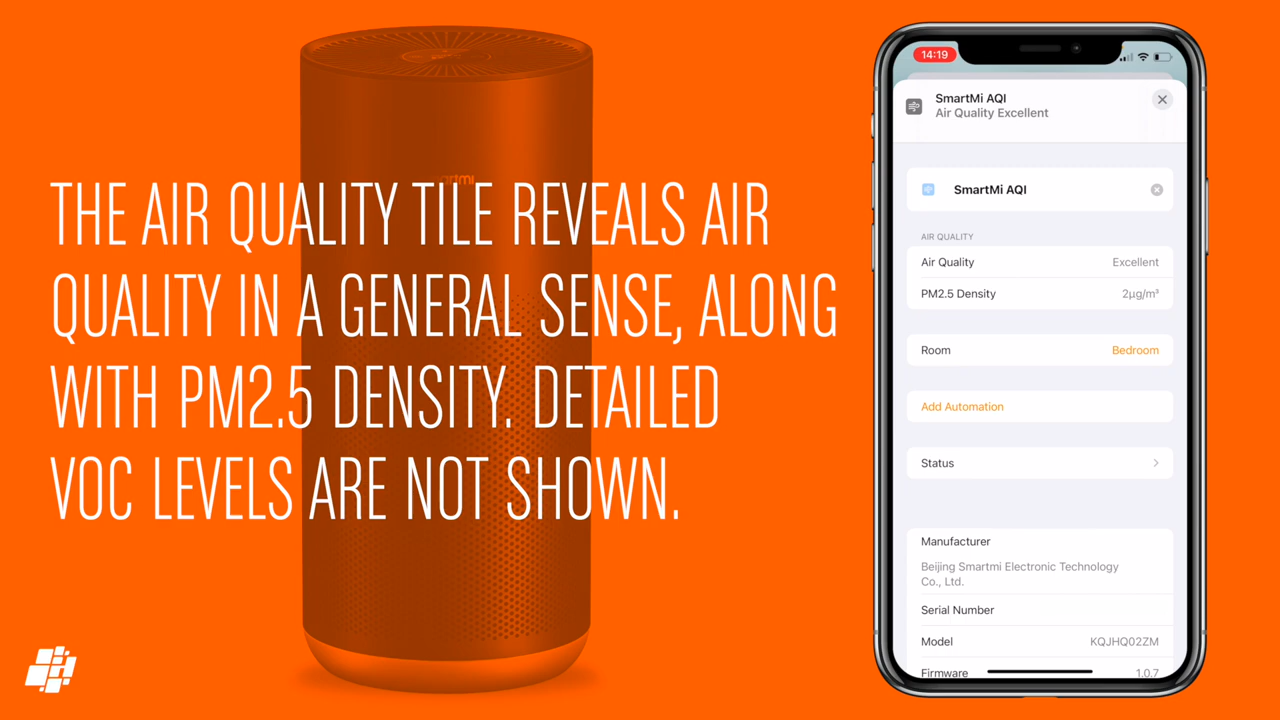 THE AIR QUALITY TILE REVEALS AIR
QUALITY IN A GENERAL SENSE, ALONG
WITH PM2.5 DENSITY. DETAILED
VOC LEVELS ARE NOT SHOWN.
14:19
SmartMi AQI
Air Quality Excellent
SmartMi AQI
AIR QUALITY
Air Quality Excellent
PM2.5 Density 2µg/m³
Room Bedroom
Add Automation
Status
Manufacturer
Beijing Smartmi Electronic Technology
Co., Ltd.
Serial Number
Model KQJHQ02ZM
Firmware 1.0.7